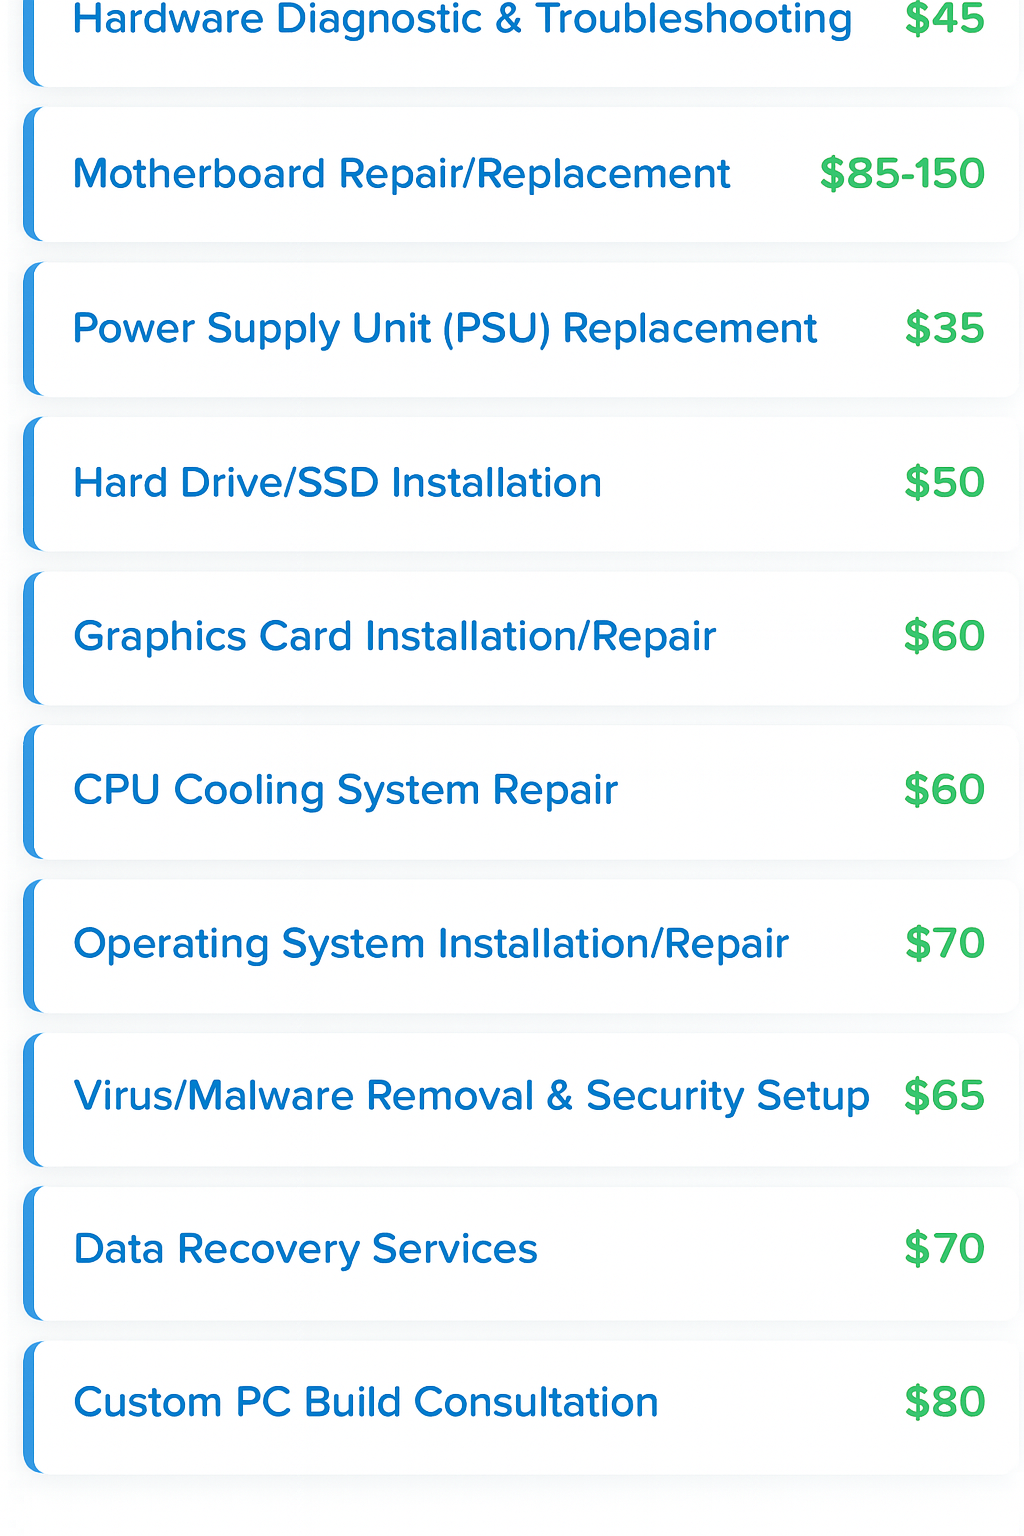 Hardware Diagnostic & Troubleshooting $45
Motherboard Repair/Replacement $85-150
Power Supply Unit (PSU) Replacement $35
Hard Drive/SSD Installation $50
Graphics Card Installation/Repair $60
CPU Cooling System Repair $60
Operating System Installation/Repair $70
Virus/Malware Removal & Security Setup $65
Data Recovery Services $70
Custom PC Build Consultation $80